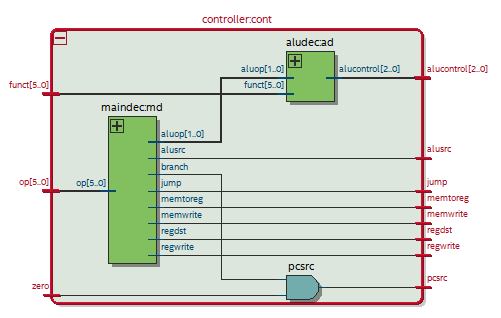 controller:cont
aludec:ad
aluop[1..0]
alucontrol[2..0]
alucontrol[2..0]
funct[5..0]
funct[5..0]
maindec:md
aluop[1..0]
alusrc
alusrc
branch
op[5..0]
op[5..0]
jump
jump
memtoreg
memtoreg
memwrite
memwrite
regdst
regdst
regwrite
regwrite
pcsrc
pcsrc
zero